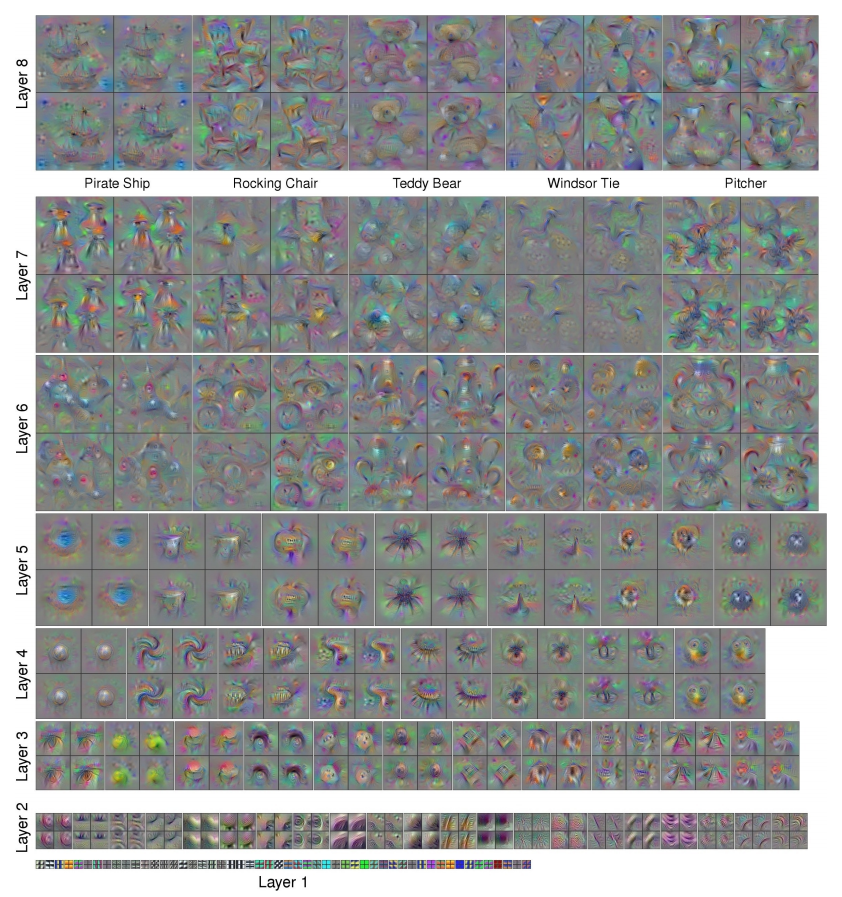 Layer 8
Pirate Ship Rocking Chair Teddy Bear Windsor Tie Pitcher
Layer 7
Layer 6
Layer 5
Layer 4
Layer 3
Layer 2
Layer 1